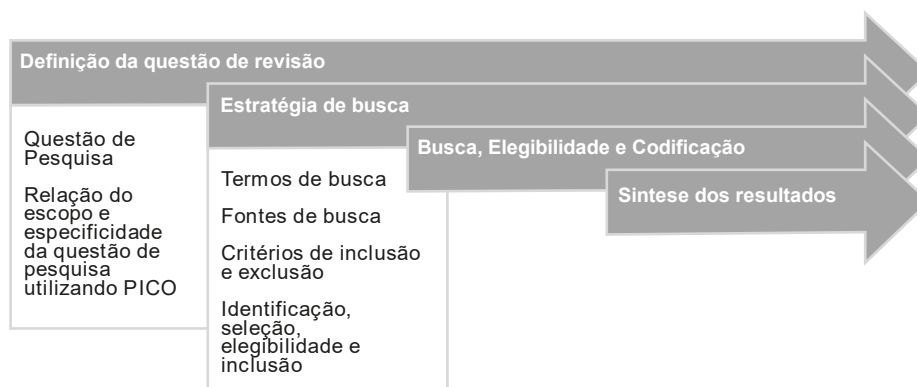 Definição da questão de revisão
Questão de
Pesquisa
Relação do
escopo e
especificidade
da questão de
pesquisa
utilizando PICO
Estratégia de busca
Termos de busca
Fontes de busca
Critérios de inclusão
e exclusão
Identificação,
seleção,
elegibilidade e
inclusão
Busca, Elegibilidade e Codificação
Sintese dos resultados